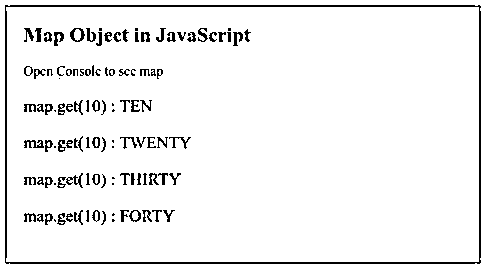 Map Object in JavaScript
Open Console to see map
map.get(10) : TEN
map.get(10) : TWENTY
map.get(10) : THIRTY
map.get(10) : FORTY